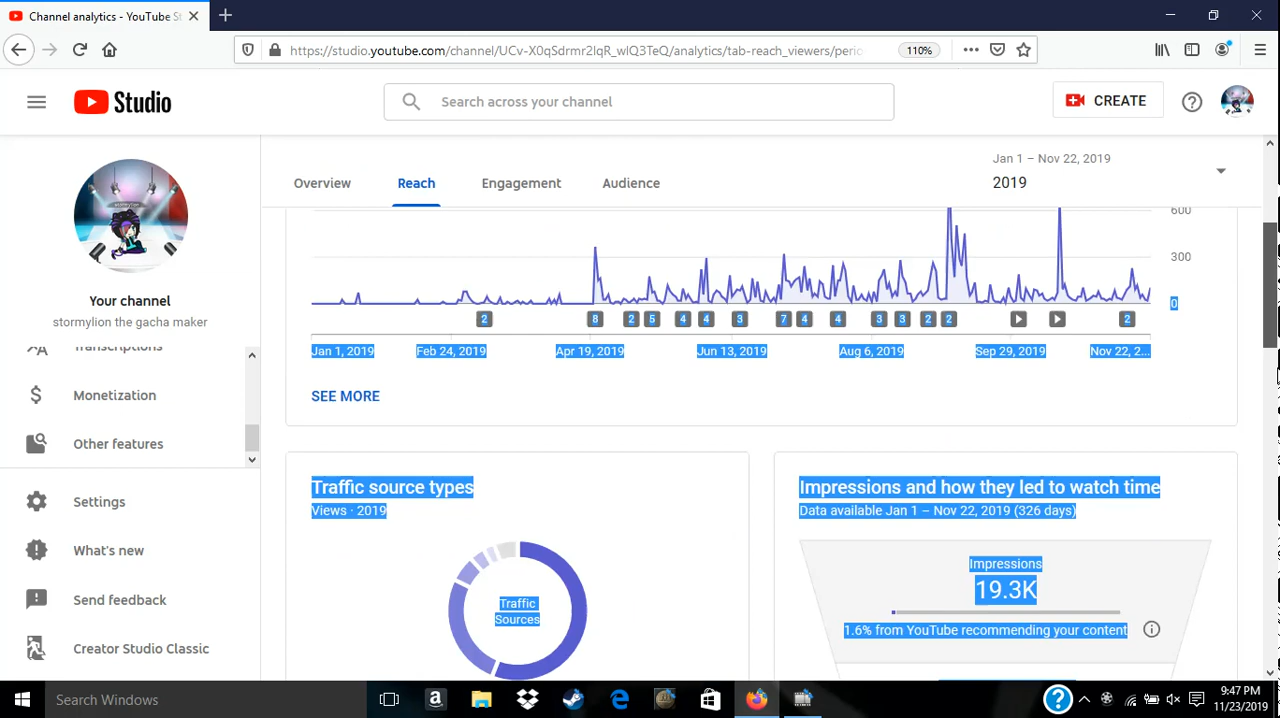 Channel analytics - YouTube St
https://studio.youtube.com/channel/UCv-X0qSdrmr2IqR_wIQ3TeQ/analytics/tab-reach_viewers/perio
110%
Studio
Search across your channel
CREATE
Overview
Reach
Engagement
Audience
Jan 1 – Nov 22, 2019
2019
Your channel
stormylion the gacha maker
Transcriptions
Monetization
Other features
Settings
What's new
Send feedback
Creator Studio Classic
600
300
0
2 8 2 5 4 4 3 7 4 4 3 3 2 2 2
Jan 1, 2019 Feb 24, 2019 Apr 19, 2019 Jun 13, 2019 Aug 6, 2019 Sep 29, 2019 Nov 22, 2...
SEE MORE
Traffic source types
Views · 2019
Traffic
Sources
Impressions and how they led to watch time
Data available Jan 1 – Nov 22, 2019 (326 days)
Impressions
19.3K
1.6% from YouTube recommending your content
Search Windows
9:47 PM
11/23/2019